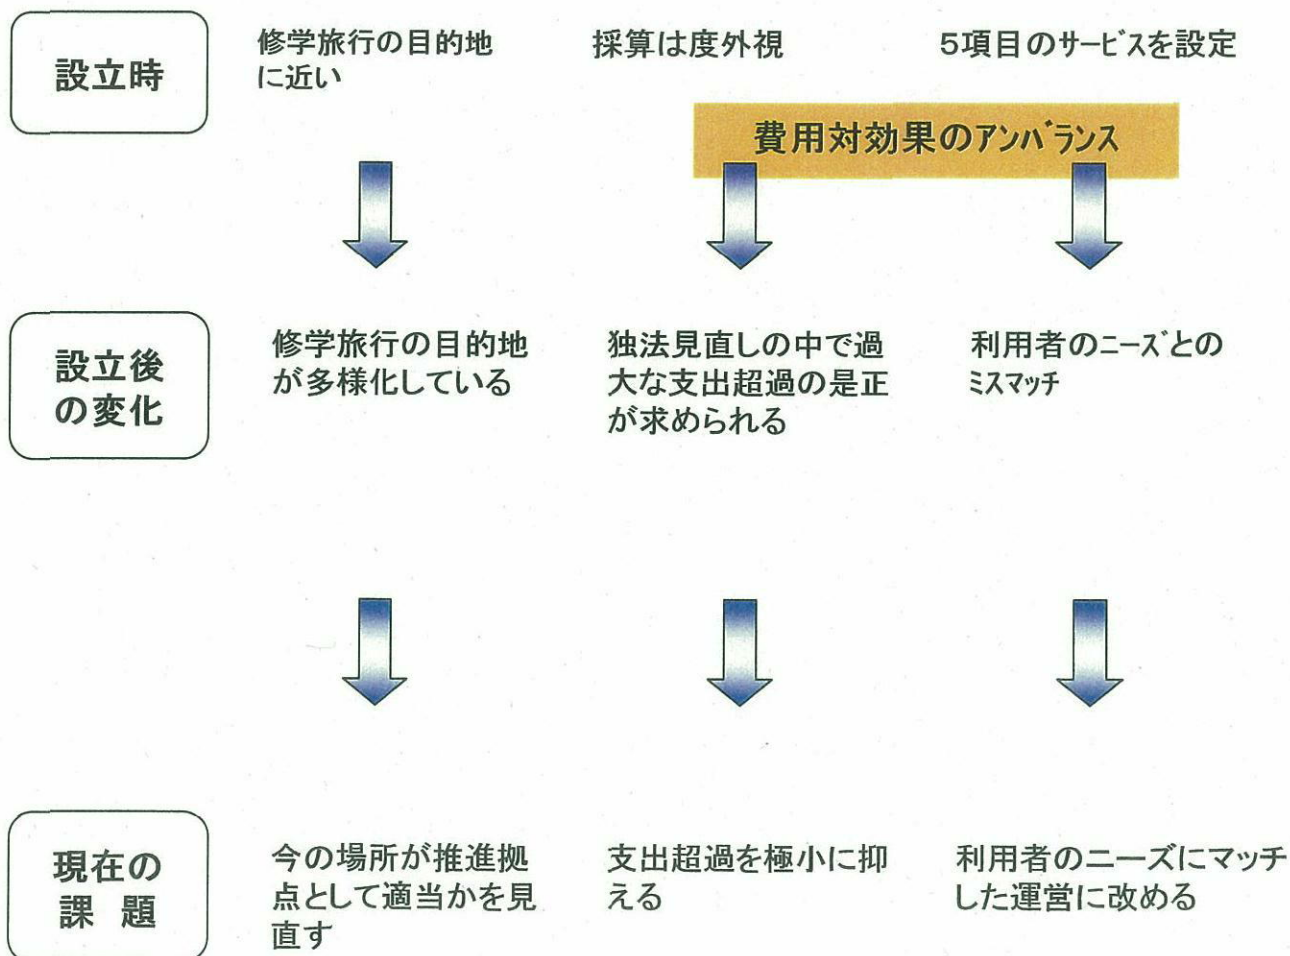 設立時
修学旅行の目的地
に近い
採算は度外視
5項目のサービスを設定
費用対効果のアンバランス
設立後
の変化
修学旅行の目的地
が多様化している
独法見直しの中で過
大な支出超過の是正
が求められる
利用者のニーズとの
ミスマッチ
現在の
課 題
今の場所が推進拠
点として適当かを見
直す
支出超過を極小に抑
える
利用者のニーズにマッチ
した運営に改める